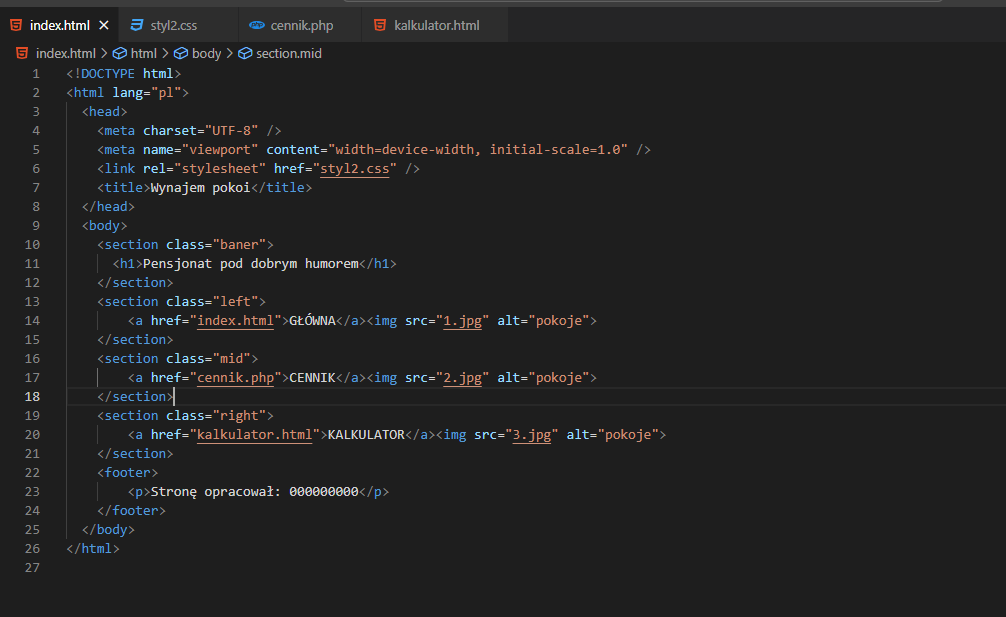 index.html
styl2.css
cennik.php
kalkulator.html
index.html > html > body > section.mid
1 <!DOCTYPE html>
2 <html lang="pl">
3 <head>
4 <meta charset="UTF-8" />
5 <meta name="viewport" content="width=device-width, initial-scale=1.0" />
6 <link rel="stylesheet" href="styl2.css" />
7 <title>Wynajem pokoi</title>
8 </head>
9 <body>
10 <section class="baner">
11 <h1>Pensjonat pod dobrym humorem</h1>
12 </section>
13 <section class="left">
14 <a href="index.html">GŁÓWNA</a><img src="1.jpg" alt="pokoje">
15 </section>
16 <section class="mid">
17 <a href="cennik.php">CENNIK</a><img src="2.jpg" alt="pokoje">
18 </section>
19 <section class="right">
20 <a href="kalkulator.html">KALKULATOR</a><img src="3.jpg" alt="pokoje">
21 </section>
22 <footer>
23 <p>Stronę opracował: 000000000</p>
24 </footer>
25 </body>
26 </html>
27